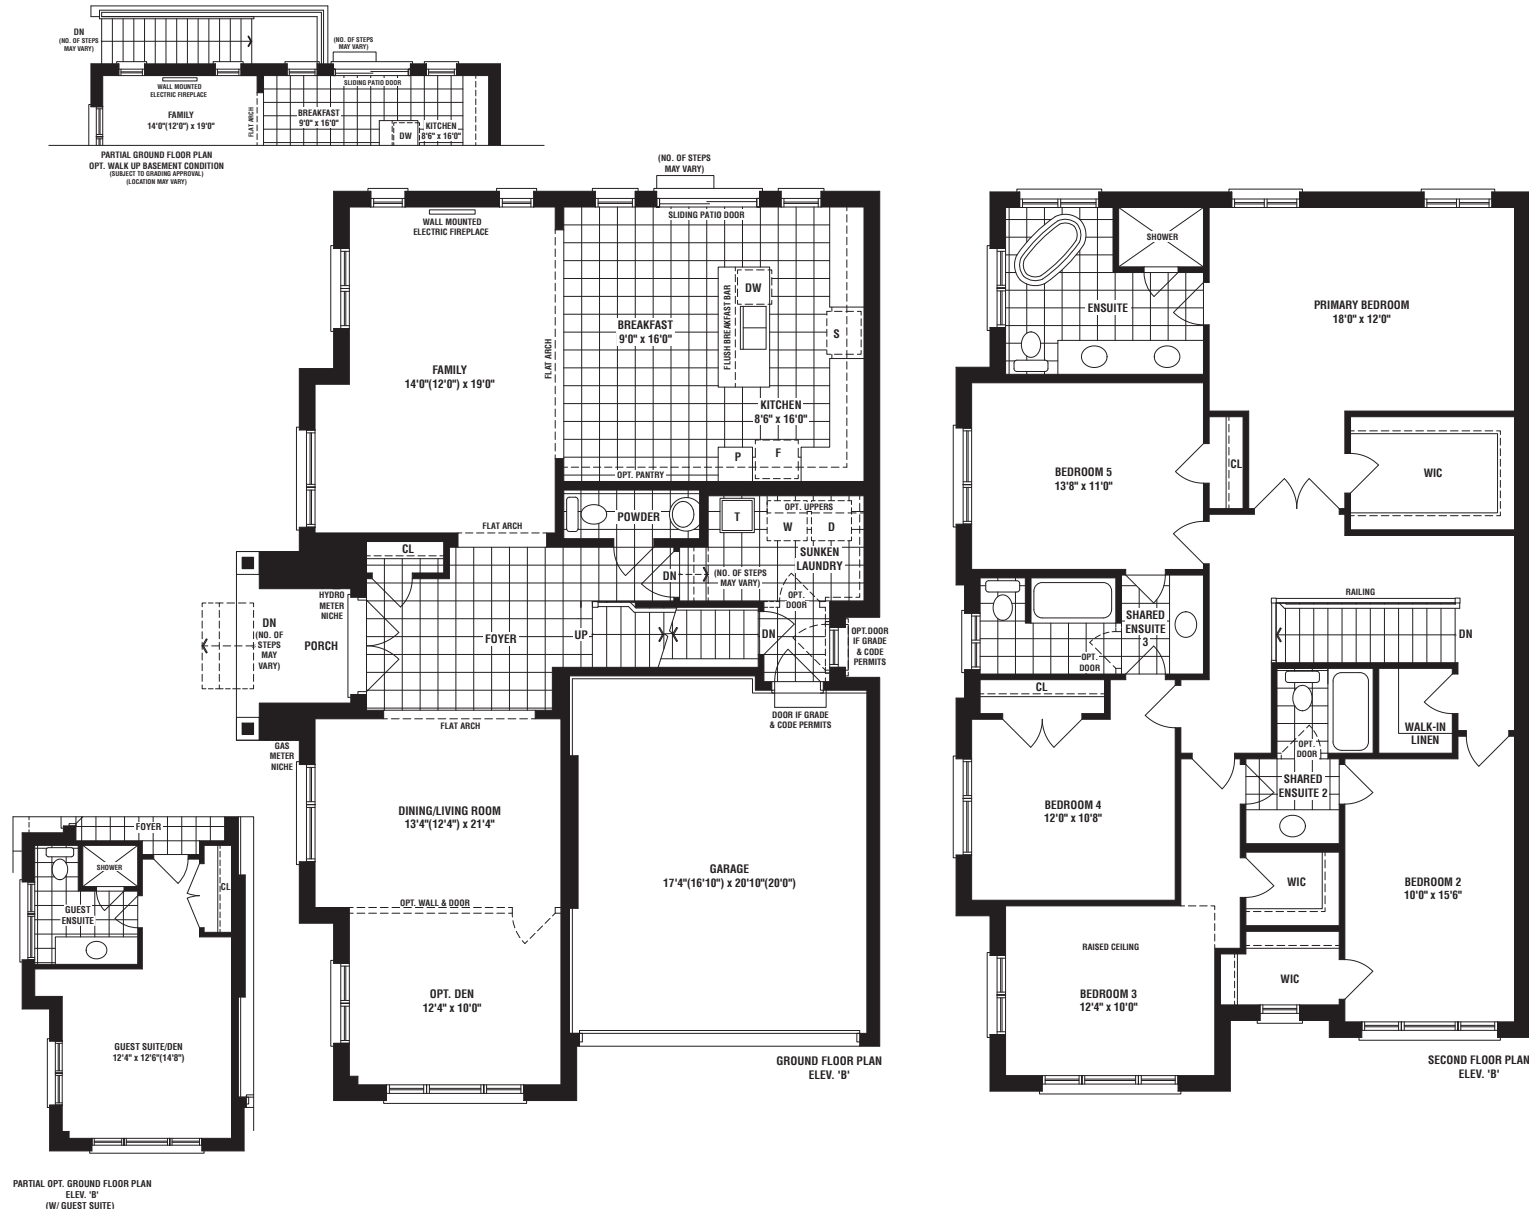 DN
(NO. OF STEPS
MAY VARY)
(NO. OF STEPS
MAY VARY)
SLIDING PATIO DOOR
WALL MOUNTED
ELECTRIC FIREPLACE
FAMILY
14'0"(12'0") x 19'0"
FLAT ARCH
BREAKFAST
9'0" x 16'0"
DW
KITCHEN
8'6" x 16'0"
PARTIAL GROUND FLOOR PLAN
OPT. WALK UP BASEMENT CONDITION
(SUBJECT TO GRADING APPROVAL)
(LOCATION MAY VARY)
(NO. OF STEPS
MAY VARY)
SLIDING PATIO DOOR
WALL MOUNTED
ELECTRIC FIREPLACE
FAMILY
14'0"(12'0") x 19'0"
FLAT ARCH
BREAKFAST
9'0" x 16'0"
FLUSH BREAKFAST BAR
DW
S
KITCHEN
8'6" x 16'0"
P
F
OPT. PANTRY
FLAT ARCH
CL
POWDER
T
OPT. UPPERS
W
D
SUNKEN
LAUNDRY
DN
(NO. OF STEPS
MAY VARY)
OPT.
DOOR
HYDRO
METER
NICHE
DN
(NO. OF
STEPS
MAY
VARY)
PORCH
FOYER
UP
DN
OPT.DOOR
IF GRADE
& CODE
PERMITS
DOOR IF GRADE
& CODE PERMITS
GAS
METER
NICHE
FLAT ARCH
DINING/LIVING ROOM
13'4"(12'4") x 21'4"
OPT. WALL & DOOR
OPT. DEN
12'4" x 10'0"
GARAGE
17'4"(16'10") x 20'10"(20'0")
GROUND FLOOR PLAN
ELEV. 'B'
FOYER
SHOWER
CL
GUEST
ENSUITE
GUEST SUITE/DEN
12'4" x 12'6"(14'8")
PARTIAL OPT. GROUND FLOOR PLAN
ELEV. 'B'
(W/ GUEST SUITE)
SHOWER
ENSUITE
PRIMARY BEDROOM
18'0" x 12'0"
BEDROOM 5
13'8" x 11'0"
CL
WIC
SHARED
ENSUITE
3
OPT.
DOOR
RAILING
DN
CL
BEDROOM 4
12'0" x 10'8"
OPT.
DOOR
SHARED
ENSUITE 2
WALK-IN
LINEN
WIC
BEDROOM 2
10'0" x 15'6"
RAISED CEILING
BEDROOM 3
12'4" x 10'0"
WIC
SECOND FLOOR PLAN
ELEV. 'B'